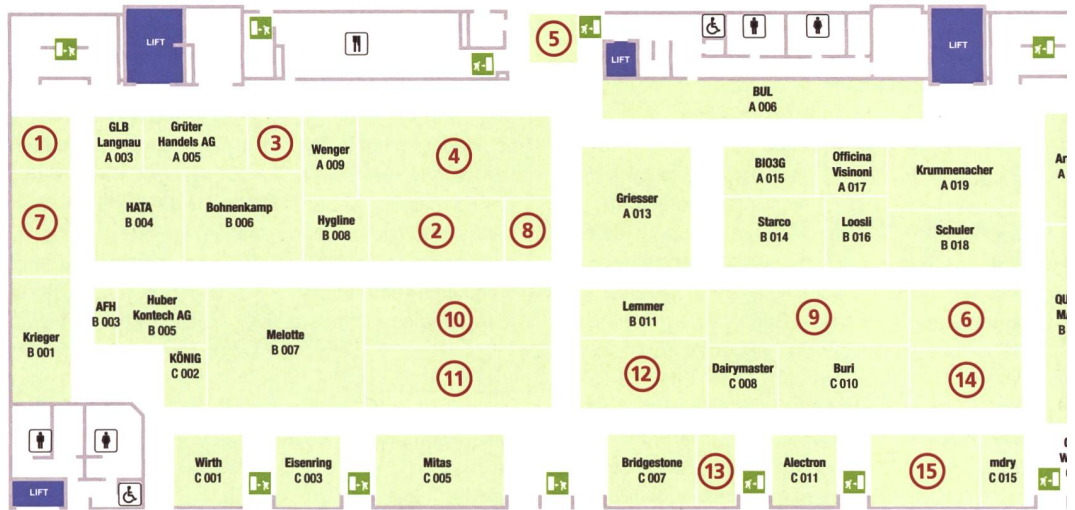 5
LIFT
LIFT
LIFT
BUL
A 006
1
GLB
Langnau
A 003
Grüter
Handels AG
A 005
3
Wenger
A 009
4
Griesser
A 013
BIO3G
A 015
Officina
Visinoni
A 017
Krummenacher
A 019
7
HATA
B 004
Bohnenkamp
B 006
Hygline
B 008
2
8
Starco
B 014
Loosli
B 016
Schuler
B 018
Krieger
B 001
AFH
B 003
Huber
Kontech AG
B 005
KÖNIG
C 002
Melotte
B 007
10
11
Lemmer
B 011
9
6
12
Dairymaster
C 008
Buri
C 010
14
LIFT
Wirth
C 001
Eisenring
C 003
Mitas
C 005
Bridgestone
C 007
13
Alectron
C 011
15
mdry
C 015